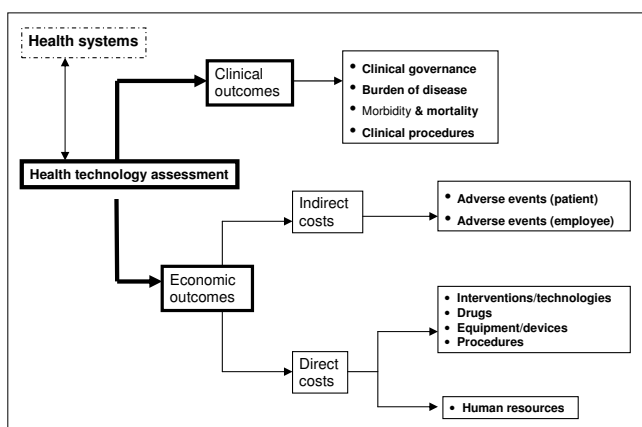 Health systems
Clinical
outcomes
• Clinical governance
• Burden of disease
• Morbidity & mortality
• Clinical procedures
Health technology assessment
Indirect
costs
• Adverse events (patient)
• Adverse events (employee)
Economic
outcomes
• Interventions/technologies
• Drugs
• Equipment/devices
• Procedures
Direct
costs
• Human resources